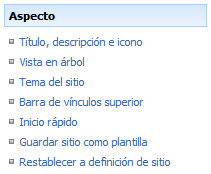 Aspecto
Título, descripción e icono
Vista en árbol
Tema del sitio
Barra de vínculos superior
Inicio rápido
Guardar sitio como plantilla
Restablecer a definición de sitio